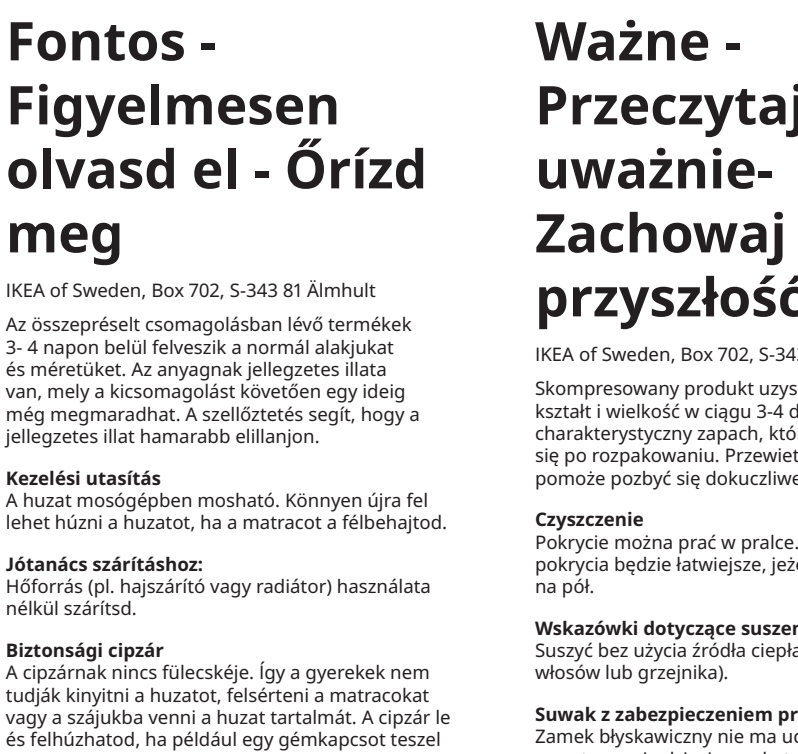 Fontos -
Figyelmesen
olvasd el - Őrízd
meg
IKEA of Sweden, Box 702, S-343 81 Älmhult
Az összepréselt csomagolásban lévő termékek
3- 4 napon belül felveszik a normál alakjukat
és méretüket. Az anyagnak jellegzetes illata
van, mely a kicsomagolást követően egy ideig
még megmaradhat. A szellőztetés segít, hogy a
jellegzetes illat hamarabb elillanjon.
Kezelési utasítás
A huzat mosógépben mosható. Könnyen újra fel
lehet húzni a huzatot, ha a matracot a félbehajtod.
Jótanács szárításhoz:
Hőforrás (pl. hajszárító vagy radiátor) használata
nélkül szárítsd.
Biztonsági cipzár
A cipzárnak nincs fülecskéje. Így a gyerekek nem
tudják kinyitni a huzatot, felsérteni a matracokat
vagy a szájukba venni a huzat tartalmát. A cipzár le
és felhúzhatod, ha például egy gémkapcsot teszel
Ważne -
Przeczytaj
uważnie-
Zachowaj
przyszłość
IKEA of Sweden, Box 702, S-34
Skompresowany produkt uzys
kształt i wielkość w ciągu 3-4 d
charakterystyczny zapach, któ
się po rozpakowaniu. Przewiet
pomoże pozbyć się dokuczliwe
Czyszczenie
Pokrycie można prać w pralce.
pokrycia będzie łatwiejsze, jeż
na pół.
Wskazówki dotyczące suszen
Suszyć bez użycia źródła ciepła
włosów lub grzejnika).
Suwak z zabezpieczeniem pr
Zamek błyskawiczny nie ma uc